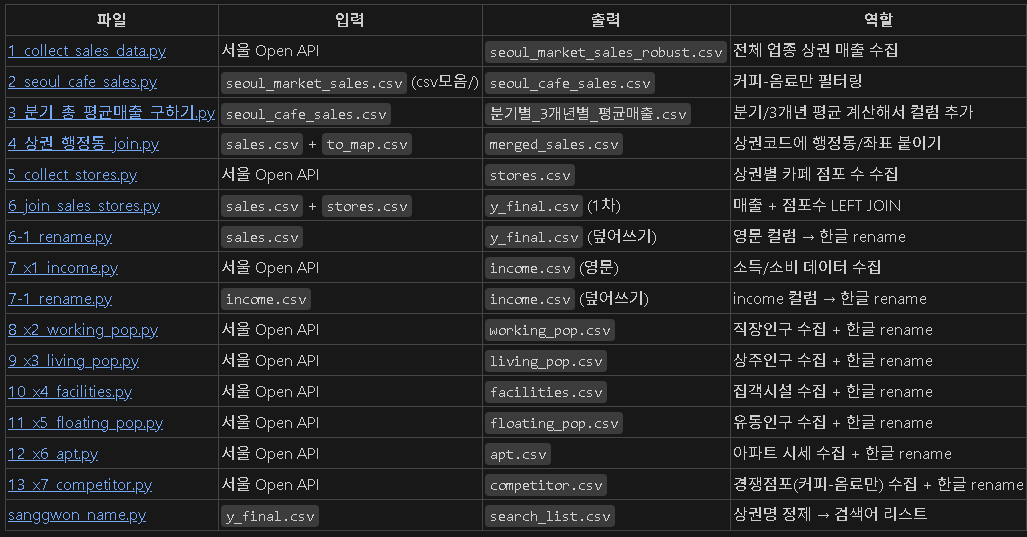 파일 입력 출력 역할
1_collect_sales_data.py 서울 Open API seoul_market_sales_robust.csv 전체 업종 상권 매출 수집
2_seoul_cafe_sales.py seoul_market_sales.csv (csv모음/) seoul_cafe_sales.csv 커피-음료만 필터링
3_분기_총_평균매출_구하기.py seoul_cafe_sales.csv 분기별_3개년별_평균매출.csv 분기/3개년 평균 계산해서 컬럼 추가
4_상권_행정동_join.py sales.csv + to_map.csv merged_sales.csv 상권코드에 행정동/좌표 붙이기
5_collect_stores.py 서울 Open API stores.csv 상권별 카페 점포 수 수집
6_join_sales_stores.py sales.csv + stores.csv y_final.csv (1차) 매출 + 점포수 LEFT JOIN
6-1_rename.py sales.csv y_final.csv (덮어쓰기) 영문 컬럼 → 한글 rename
7_x1_income.py 서울 Open API income.csv (영문) 소득/소비 데이터 수집
7-1_rename.py income.csv income.csv (덮어쓰기) income 컬럼 → 한글 rename
8_x2_working_pop.py 서울 Open API working_pop.csv 직장인구 수집 + 한글 rename
9_x3_living_pop.py 서울 Open API living_pop.csv 상주인구 수집 + 한글 rename
10_x4_facilities.py 서울 Open API facilities.csv 집객시설 수집 + 한글 rename
11_x5_floating_pop.py 서울 Open API floating_pop.csv 유동인구 수집 + 한글 rename
12_x6_apt.py 서울 Open API apt.csv 아파트 시세 수집 + 한글 rename
13_x7_competitor.py 서울 Open API competitor.csv 경쟁점포(커피-음료만) 수집 + 한글 rename
sanggwon_name.py y_final.csv search_list.csv 상권명 정제 → 검색어 리스트